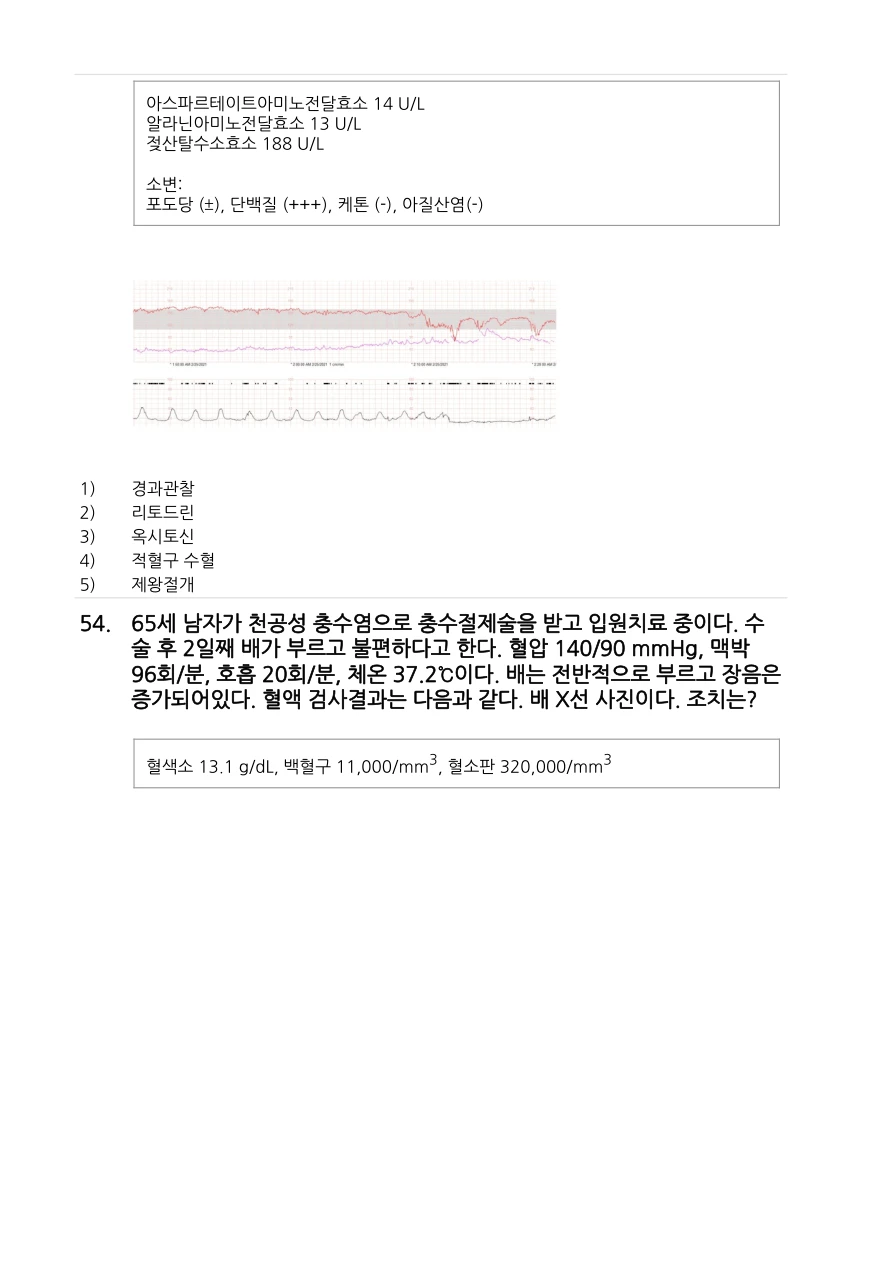 아스파르테이트아미노전달효소 14 U/L
알라닌아미노전달효소 13 U/L
젖산탈수소효소 188 U/L
소변:
포도당 (±), 단백질 (+++), 케톤 (-), 아질산염(-)
1) 경과관찰
2) 리토드린
3) 옥시토신
4) 적혈구 수혈
5) 제왕절개
54. 65세 남자가 천공성 충수염으로 충수절제술을 받고 입원치료 중이다. 수
술 후 2일째 배가 부르고 불편하다고 한다. 혈압 140/90 mmHg, 맥박
96회/분, 호흡 20회/분, 체온 37.2℃이다. 배는 전반적으로 부르고 장음은
증가되어있다. 혈액 검사결과는 다음과 같다. 배 X선 사진이다. 조치는?
혈색소 13.1 g/dL, 백혈구 11,000/mm³, 혈소판 320,000/mm³